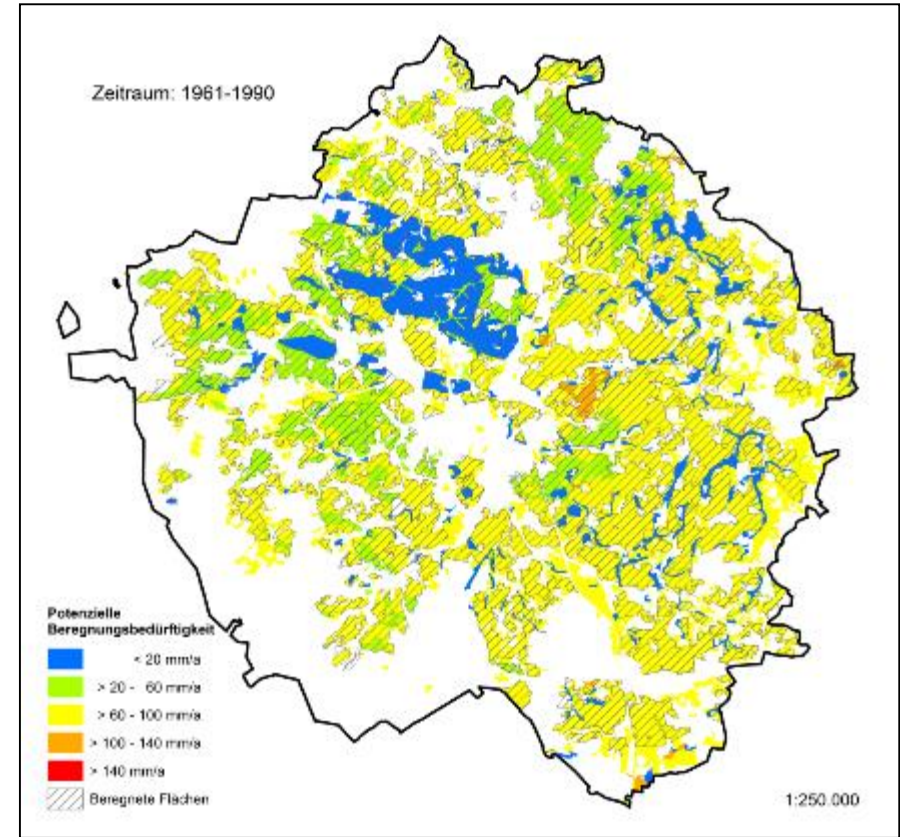 Zeitraum: 1961-1990
Potenzielle
Beregnungsbedürftigkeit
< 20 mm/a
> 20 - 60 mm/a
> 60 - 100 mm/a
> 100 - 140 mm/a
> 140 mm/a
Beregnete Flächen
1:250.000